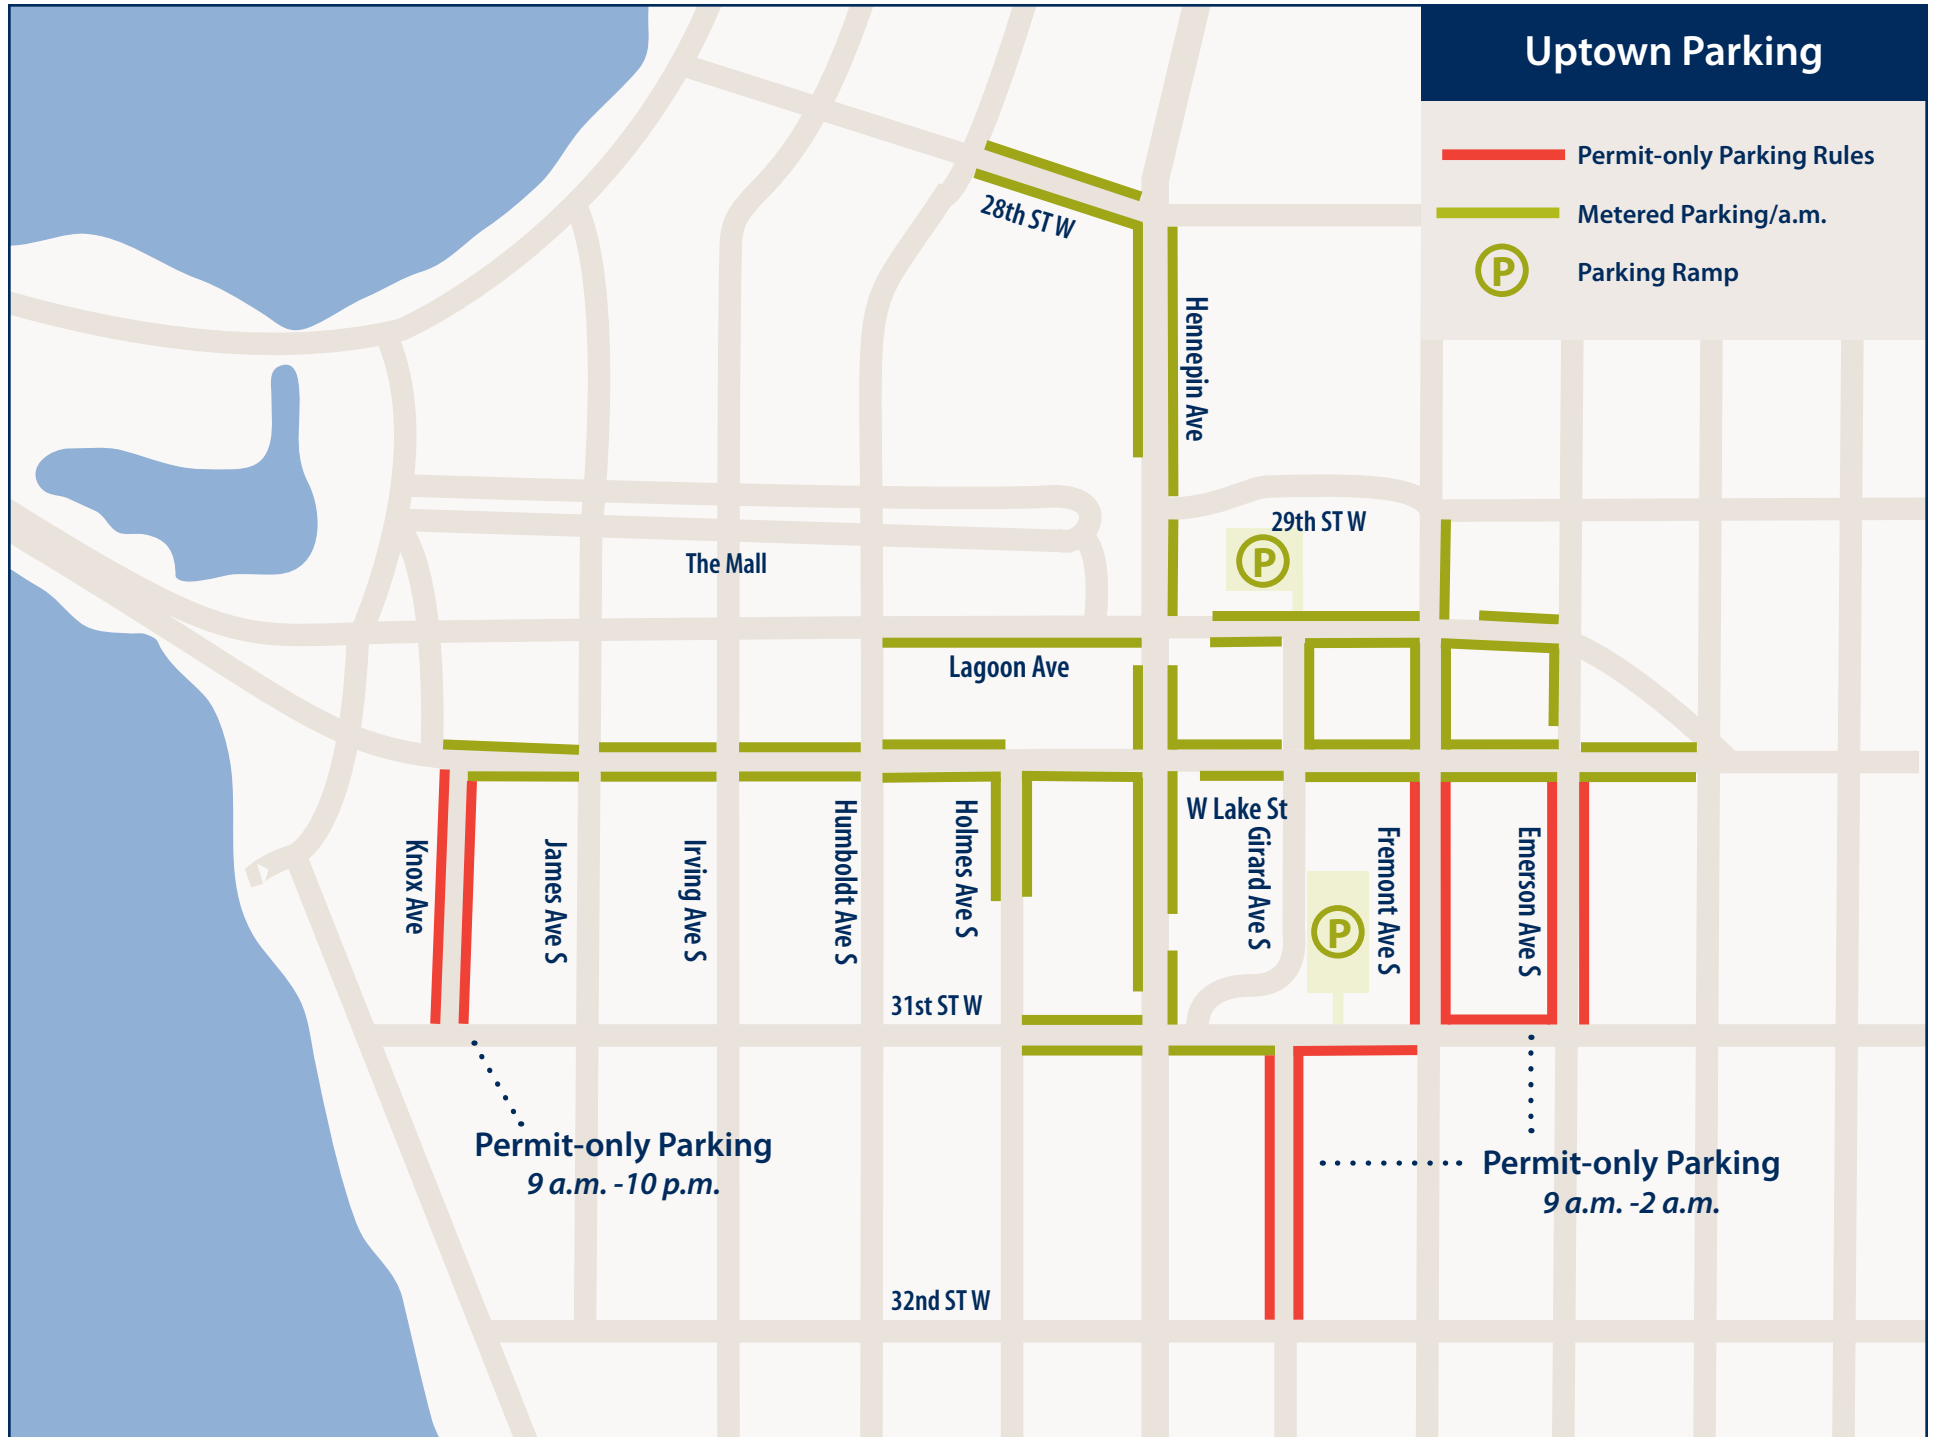 Uptown Parking
Permit-only Parking Rules
Metered Parking/a.m.
P
Parking Ramp
28th ST W
Hennepin Ave
29th ST W
P
The Mall
Lagoon Ave
W Lake St
Knox Ave
James Ave S
Irving Ave S
Humboldt Ave S
Holmes Ave S
Girard Ave S
Fremont Ave S
Emerson Ave S
P
31st ST W
Permit-only Parking
9 a.m. -10 p.m.
Permit-only Parking
9 a.m. -2 a.m.
32nd ST W